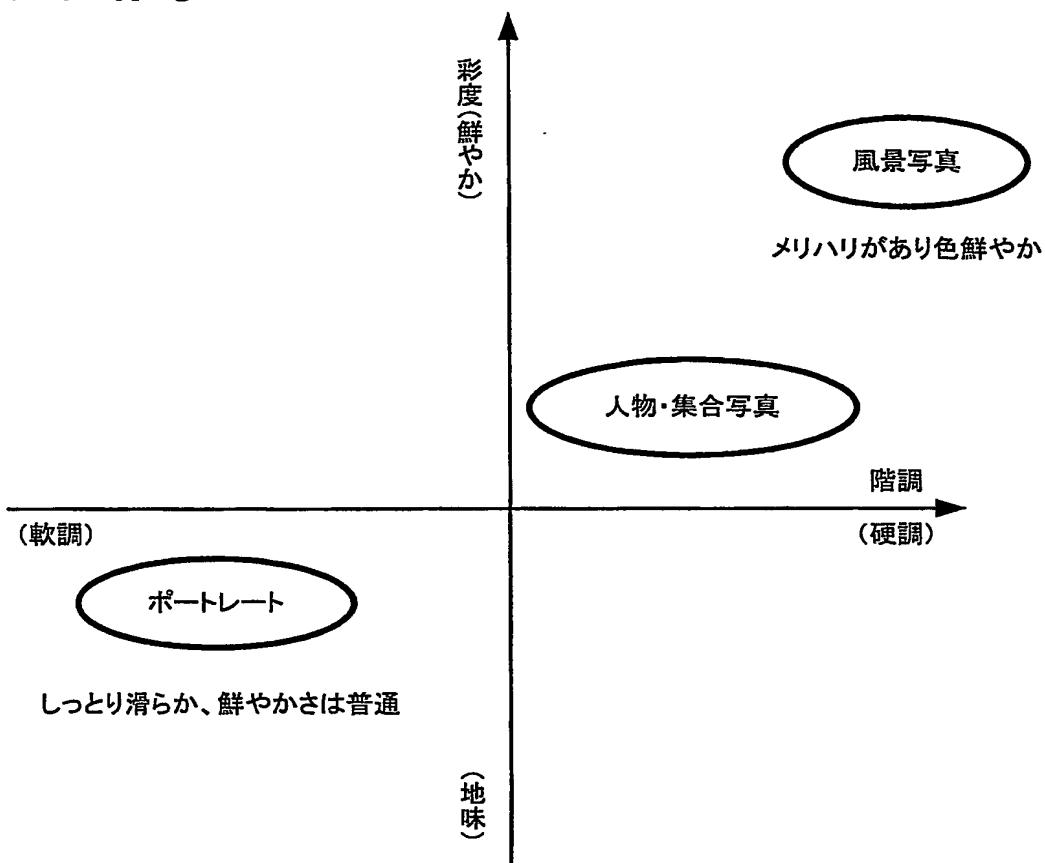 彩度(鮮やか)
風景写真
メリハリがあり色鮮やか
人物・集合写真
階調
(軟調)
(硬調)
ポートレート
しっとり滑らか、鮮やかさは普通
(地味)